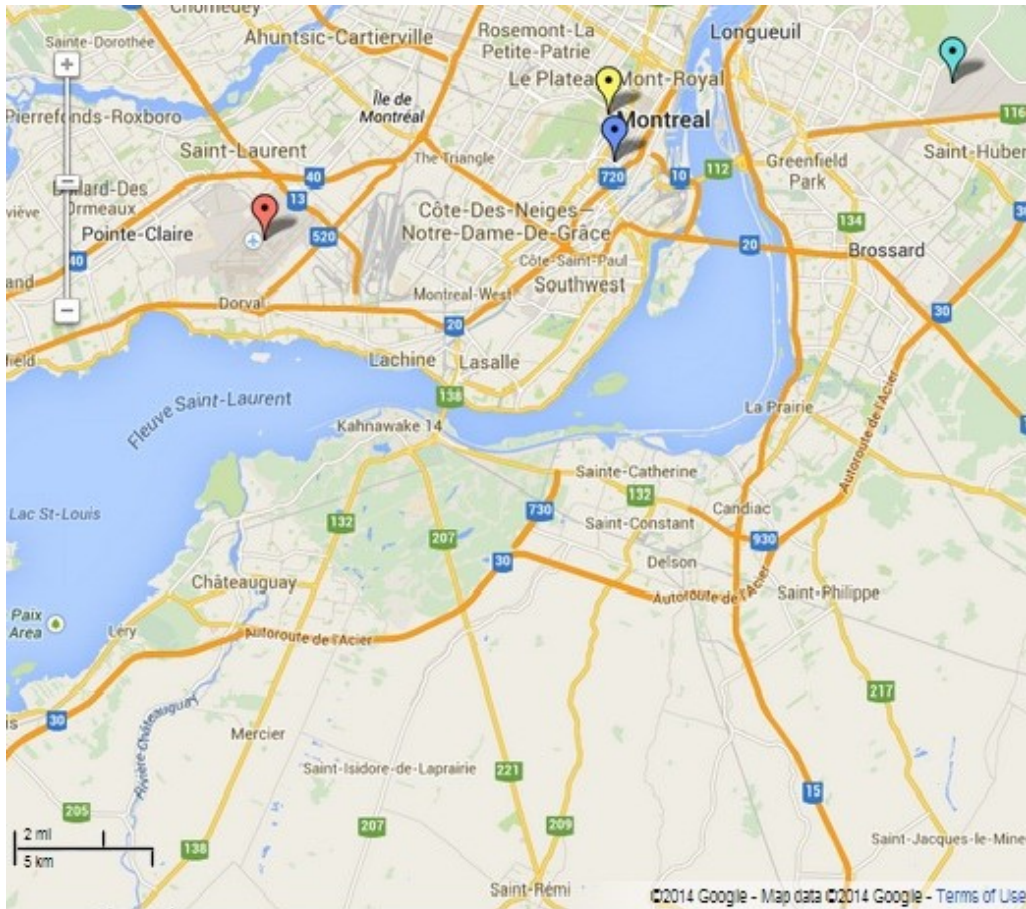 Chomedey
Sainte-Dorothée
Ahuntsic-Cartierville
Rosemont-La
Petite-Patrie
Longueuil
Le Plateau-Mont-Royal
Île de
Montréal
Pierrefonds-Roxboro
Montreal
116
Saint-Laurent
The Triangle
Greenfield
Park
40
720
10
112
13
Ormeaux
Côte-Des-Neiges—
Notre-Dame-De-Grâce
134
Pointe-Claire
520
20
Brossard
40
Côte-Saint-Paul
Southwest
Dorval
Montreal-West
30
20
Lachine
Lasalle
138
Fleuve Saint-Laurent
La Prairie
Kahnawake 14
Autoroute de l'Acier
Sainte-Catherine
132
Lac St-Louis
730
Candiac
132
207
Saint-Constant
930
30
Delson
Châteauguay
Autoroute de l'Acier
Saint-Philippe
Paix
Area
Léry
Autoroute de l'Acier
217
30
Rivière Châteauguay
Mercier
Saint-Isidore-de-Laprairie
221
15
205
207
209
2 mi
5 km
138
Saint-Jacques-le-Mine
Saint-Rémi
©2014 Google - Map data ©2014 Google - Terms of Use